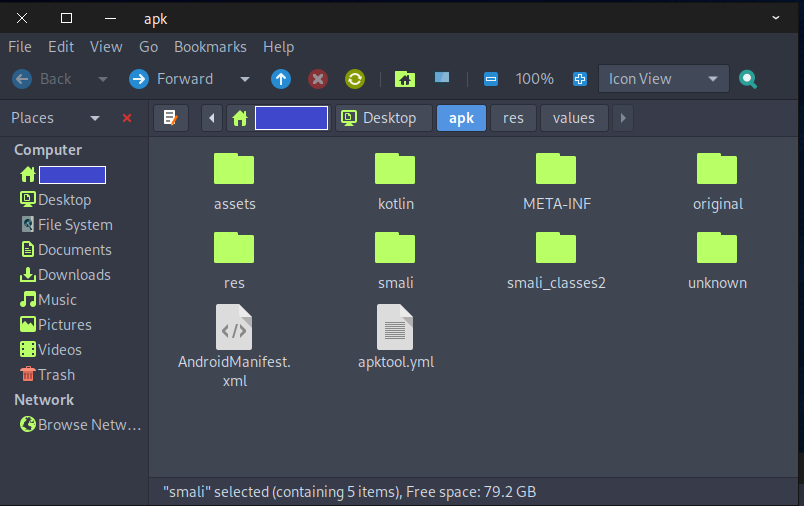 apk
File Edit View Go Bookmarks Help
Back Forward 100% Icon View
Places Desktop apk res values
Computer
Desktop
File System
Documents
Downloads
Music
Pictures
Videos
Trash
Network
Browse Netw...
assets kotlin META-INF original
res smali smali_classes2 unknown
AndroidManifest.
xml
apktool.yml
"smali" selected (containing 5 items), Free space: 79.2 GB